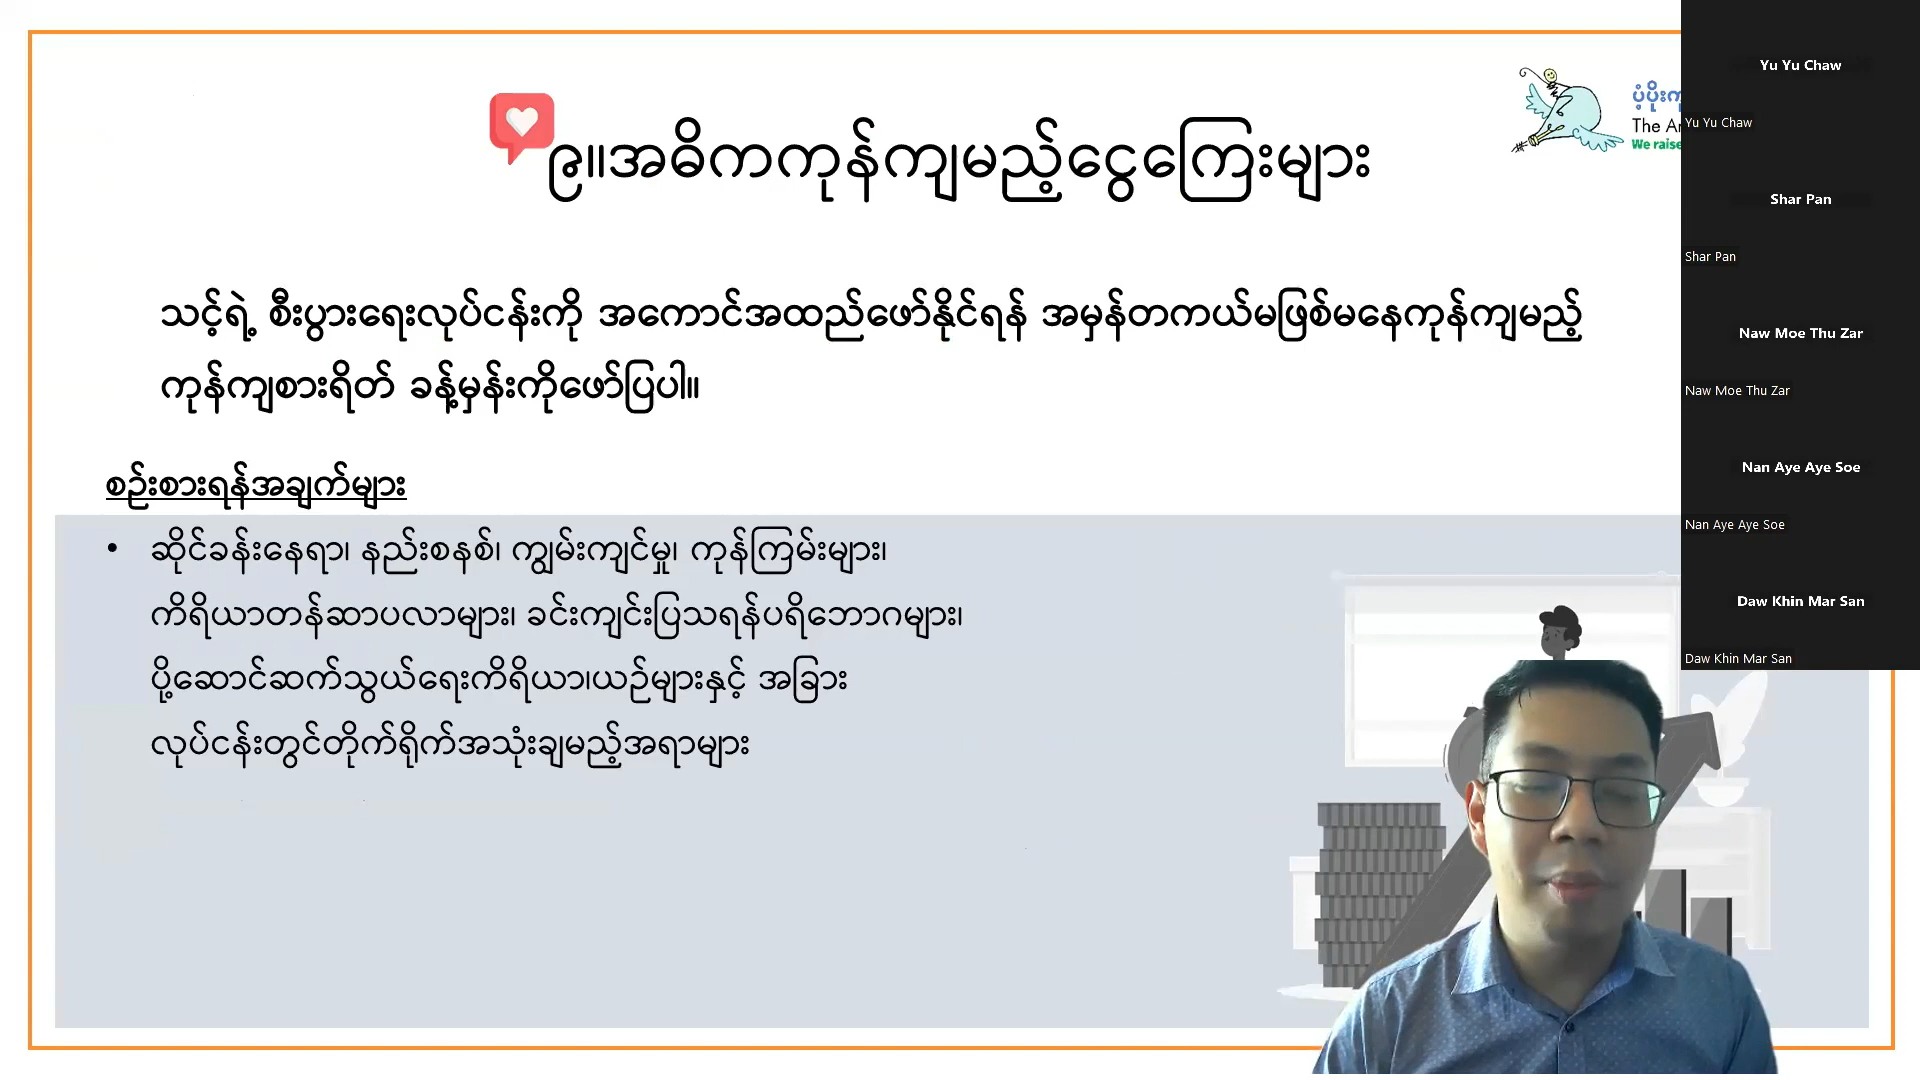 ၉။အဓိကကုန်ကျမည့်ငွေကြေးများ
သင့်ရဲ့ စီးပွားရေးလုပ်ငန်းကို အကောင်အထည်ဖော်နိုင်ရန် အမှန်တကယ်မဖြစ်မနေကုန်ကျမည့်
ကုန်ကျစားရိတ် ခန့်မှန်းကိုဖော်ပြပါ။
စဉ်းစားရန်အချက်များ
• ဆိုင်ခန်းနေရာ၊ နည်းစနစ်၊ ကျွမ်းကျင်မှု၊ ကုန်ကြမ်းများ၊
ကိရိယာတန်ဆာပလာများ၊ ခင်းကျင်းပြသရန်ပရိဘောဂများ၊
ပို့ဆောင်ဆက်သွယ်ရေးကိရိယာ၊ယဉ်များနှင့် အခြား
လုပ်ငန်းတွင်တိုက်ရိုက်အသုံးချမည့်အရာများ
ပံ့ပိုး
The
We raise
Yu Yu Chaw
Yu Yu Chaw
Shar Pan
Shar Pan
Naw Moe Thu Zar
Naw Moe Thu Zar
Nan Aye Aye Soe
Nan Aye Aye Soe
Daw Khin Mar San
Daw Khin Mar San